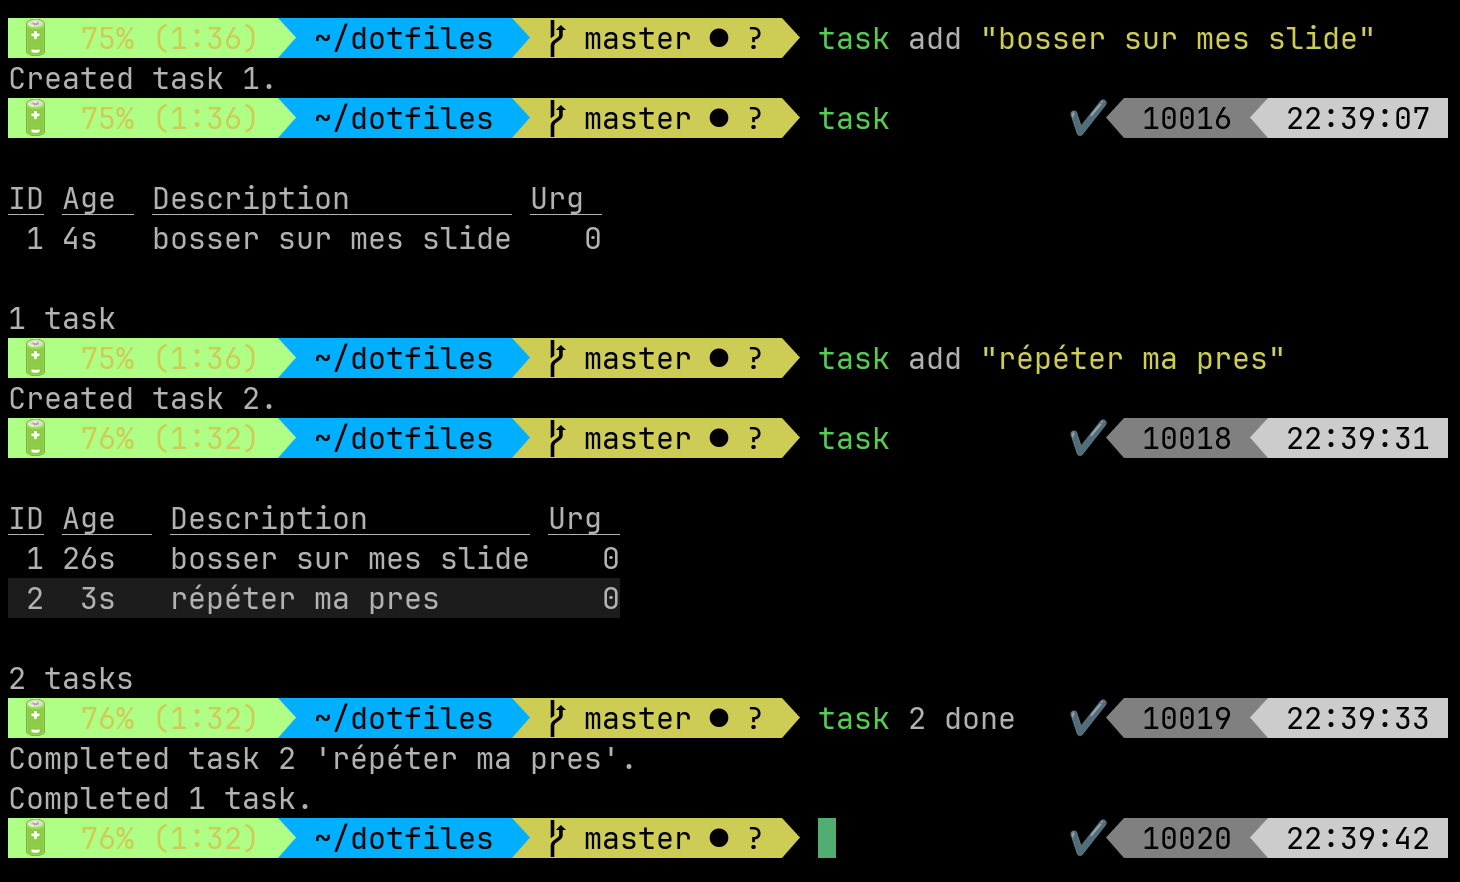 75% (1:36) ~/dotfiles master ● ? task add "bosser sur mes slide"
Created task 1.
75% (1:36) ~/dotfiles master ● ? task ✔ 10016 22:39:07
ID Age Description Urg
1 4s bosser sur mes slide 0
1 task
75% (1:36) ~/dotfiles master ● ? task add "répéter ma pres"
Created task 2.
76% (1:32) ~/dotfiles master ● ? task ✔ 10018 22:39:31
ID Age Description Urg
1 26s bosser sur mes slide 0
2 3s répéter ma pres 0
2 tasks
76% (1:32) ~/dotfiles master ● ? task 2 done ✔ 10019 22:39:33
Completed task 2 'répéter ma pres'.
Completed 1 task.
76% (1:32) ~/dotfiles master ● ? ✔ 10020 22:39:42